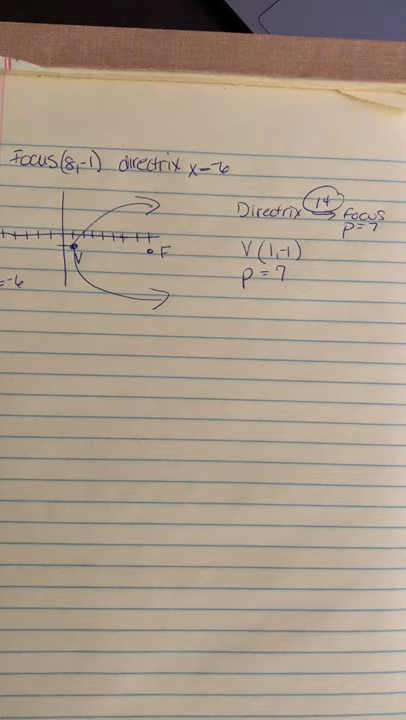 Focus(8,-1) directrix x=-6
Directrix 14 → Focus
p=7
V(1,-1)
p=7
F
V
=-6